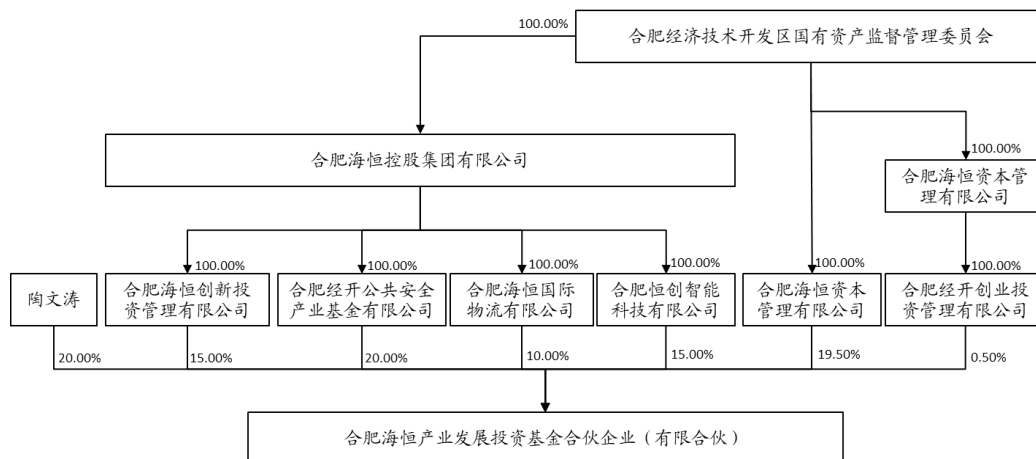 100.00%
合肥经济技术开发区国有资产监督管理委员会
合肥海恒控股集团有限公司
100.00%
合肥海恒资本管
理有限公司
100.00%
100.00%
100.00%
100.00%
100.00%
100.00%
陶文涛
合肥海恒创新投
资管理有限公司
合肥经开公共安全
产业基金有限公司
合肥海恒国际
物流有限公司
合肥恒创智能
科技有限公司
合肥海恒资本
管理有限公司
合肥经开创业投
资管理有限公司
20.00%
15.00%
20.00%
10.00%
15.00%
19.50%
0.50%
合肥海恒产业发展投资基金合伙企业（有限合伙）